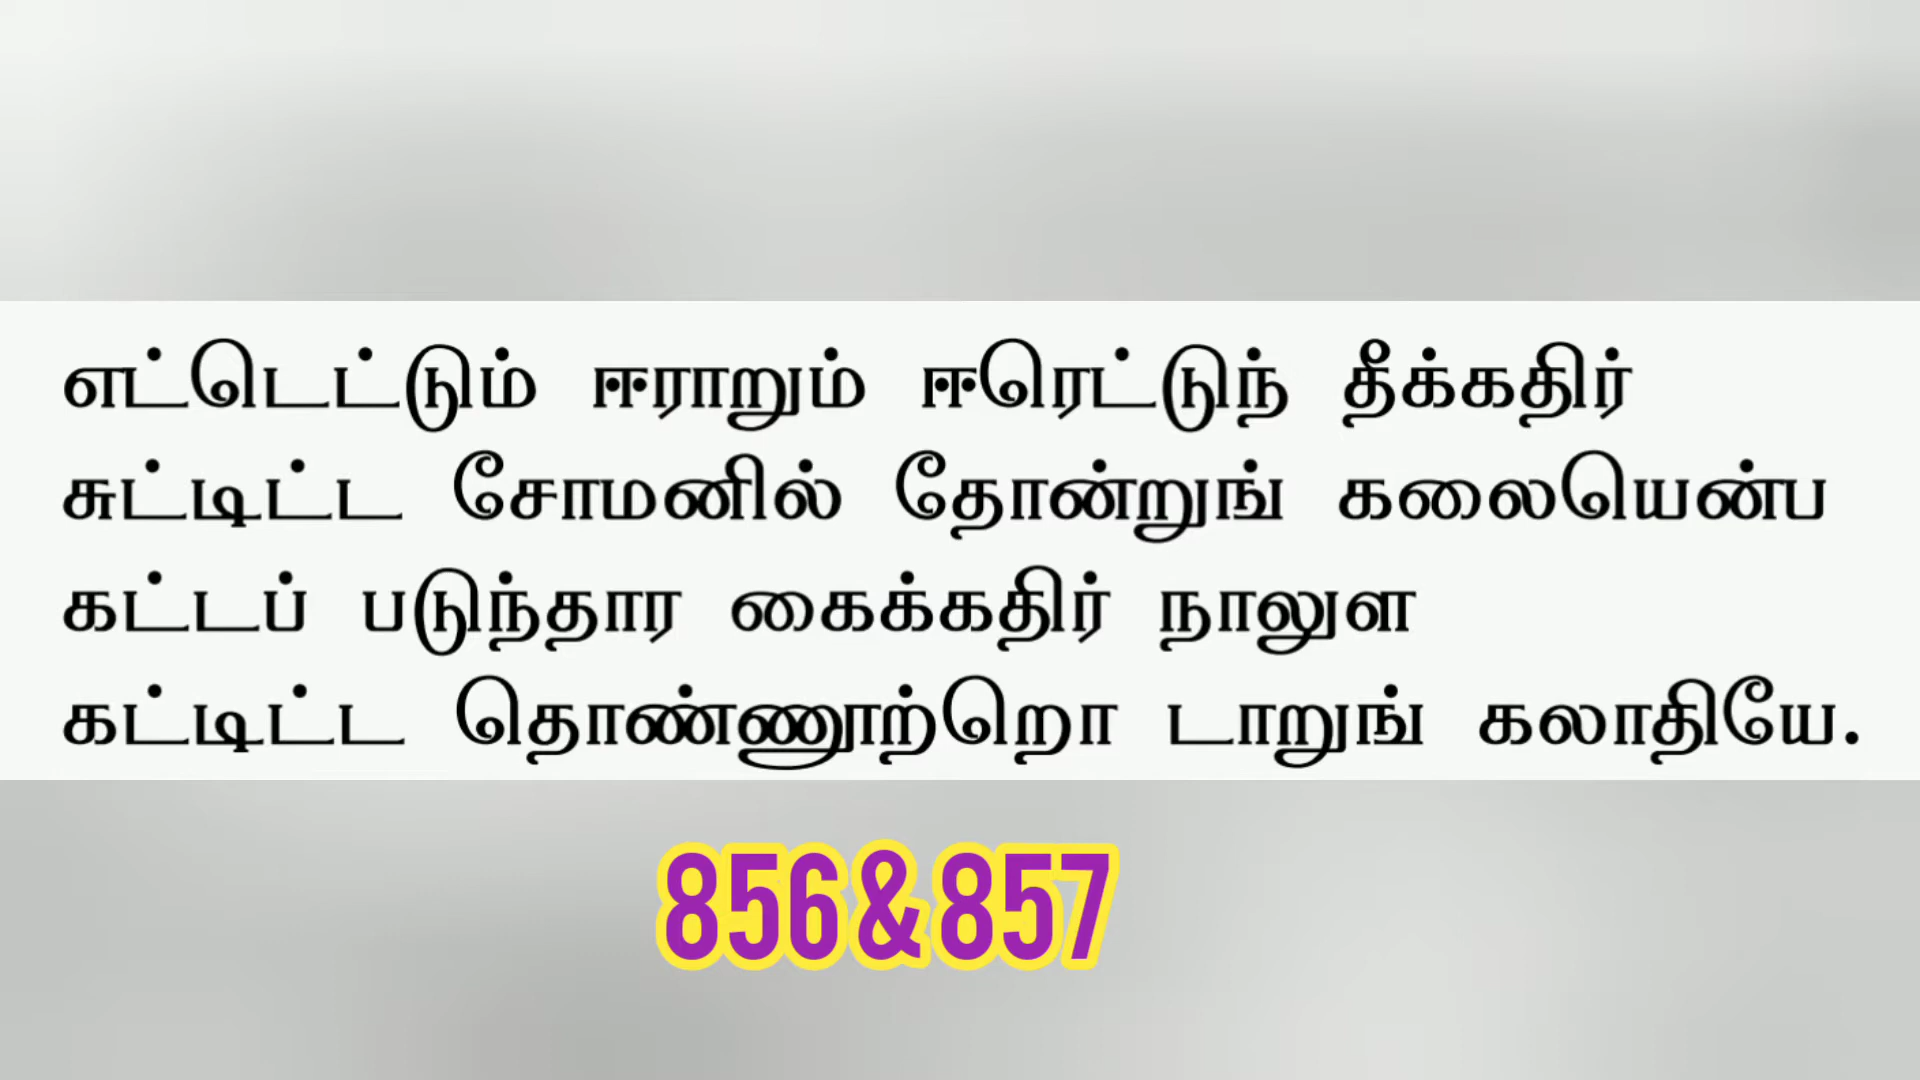 எட்டெட்டும் ஈராறும் ஈரெட்டுந் தீக்கதிர்
சுட்டிட்ட சோமனில் தோன்றுங் கலையென்ப
கட்டப் படுந்தார கைக்கதிர் நாலுள
கட்டிட்ட தொண்ணூற்றொ டாறுங் கலாதியே.
856&857